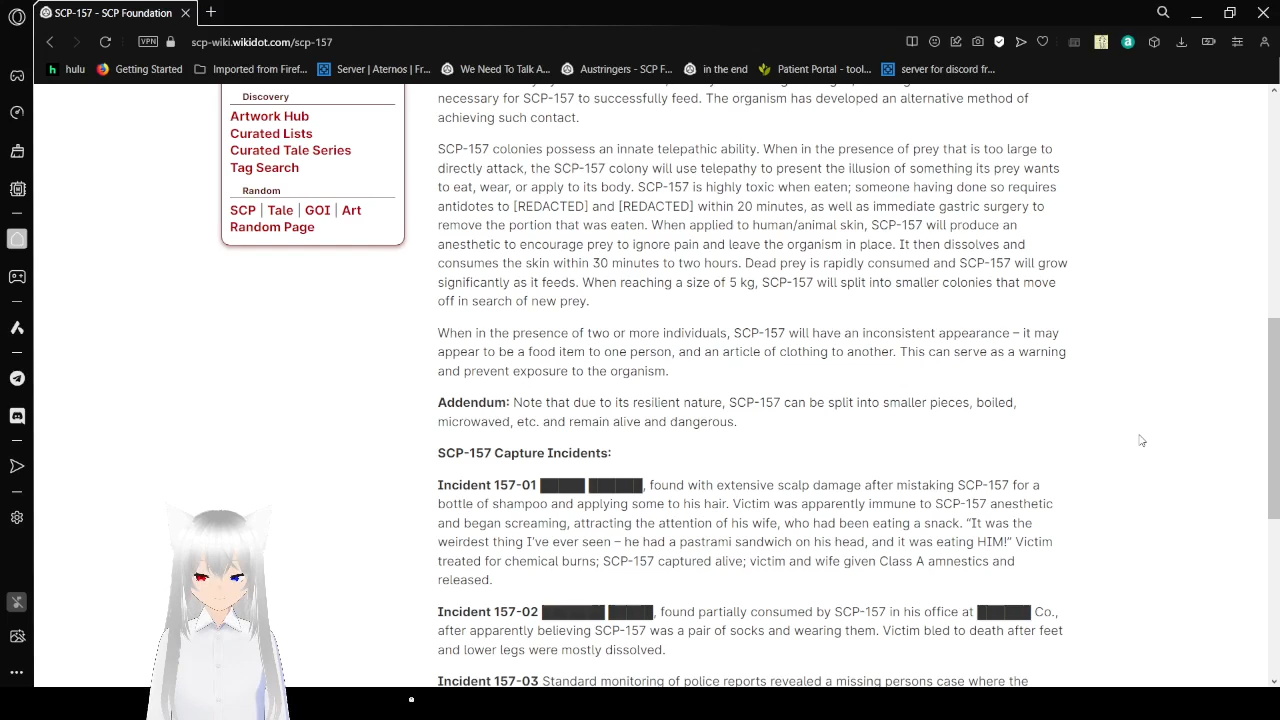 SCP-157 - SCP Foundation
VPN
scp-wiki.wikidot.com/scp-157
hulu
Getting Started
Imported from Firef...
Server | Aternos | Fr...
We Need To Talk A...
Austringers - SCP F...
in the end
Patient Portal - tool...
server for discord fr...
Discovery
Artwork Hub
Curated Lists
Curated Tale Series
Tag Search
Random
SCP | Tale | GOI | Art
Random Page
necessary for SCP-157 to successfully feed. The organism has developed an alternative method of
achieving such contact.
SCP-157 colonies possess an innate telepathic ability. When in the presence of prey that is too large to
directly attack, the SCP-157 colony will use telepathy to present the illusion of something its prey wants
to eat, wear, or apply to its body. SCP-157 is highly toxic when eaten; someone having done so requires
antidotes to [REDACTED] and [REDACTED] within 20 minutes, as well as immediate gastric surgery to
remove the portion that was eaten. When applied to human/animal skin, SCP-157 will produce an
anesthetic to encourage prey to ignore pain and leave the organism in place. It then dissolves and
consumes the skin within 30 minutes to two hours. Dead prey is rapidly consumed and SCP-157 will grow
significantly as it feeds. When reaching a size of 5 kg, SCP-157 will split into smaller colonies that move
off in search of new prey.
When in the presence of two or more individuals, SCP-157 will have an inconsistent appearance – it may
appear to be a food item to one person, and an article of clothing to another. This can serve as a warning
and prevent exposure to the organism.
Addendum: Note that due to its resilient nature, SCP-157 can be split into smaller pieces, boiled,
microwaved, etc. and remain alive and dangerous.
SCP-157 Capture Incidents:
Incident 157-01 █████ ██████, found with extensive scalp damage after mistaking SCP-157 for a
bottle of shampoo and applying some to his hair. Victim was apparently immune to SCP-157 anesthetic
and began screaming, attracting the attention of his wife, who had been eating a snack. “It was the
weirdest thing I’ve ever seen – he had a pastrami sandwich on his head, and it was eating HIM!” Victim
treated for chemical burns; SCP-157 captured alive; victim and wife given Class A amnestics and
released.
Incident 157-02 ███████ █████, found partially consumed by SCP-157 in his office at ██████ Co.,
after apparently believing SCP-157 was a pair of socks and wearing them. Victim bled to death after feet
and lower legs were mostly dissolved.
Incident 157-03 Standard monitoring of police reports revealed a missing persons case where the